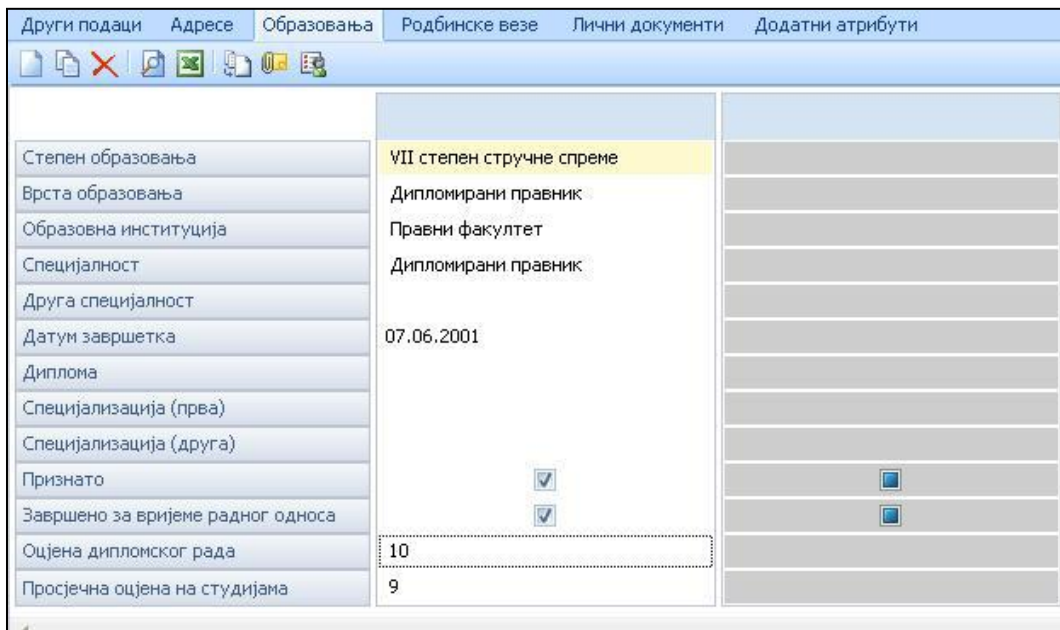 Други подаци Адресе Образовања Родбинске везе Лични документи Додатни атрибути
Степен образовања VII степен стручне спреме
Врста образовања Дипломирани правник
Образовна институција Правни факултет
Специјалност Дипломирани правник
Друга специјалност
Датум завршетка 07.06.2001
Диплома
Специјализација (прва)
Специјализација (друга)
Признато
Завршено за вријеме радног односа
Оцјена дипломског рада 10
Просјечна оцјена на студијама 9